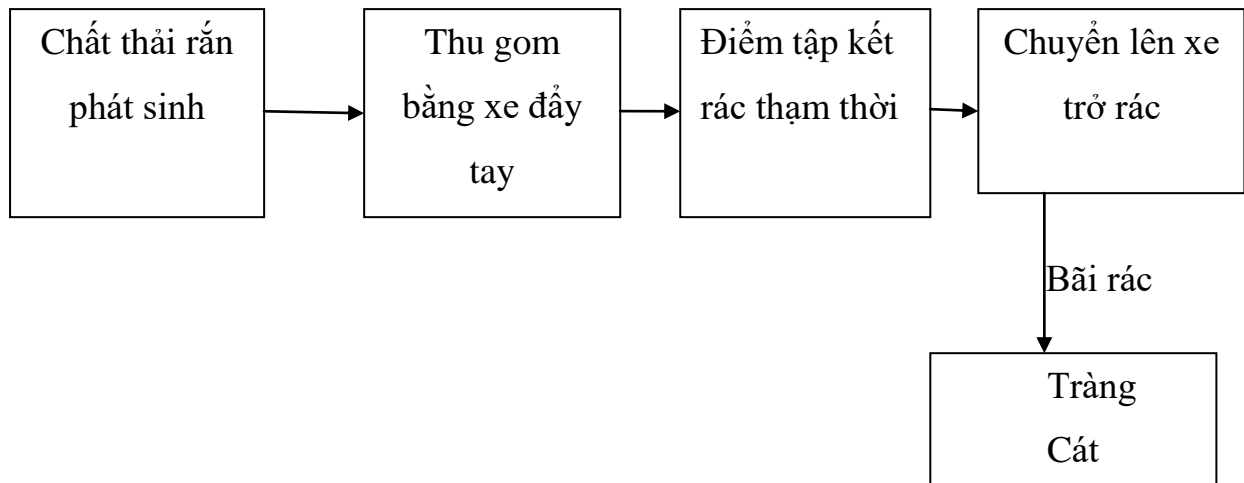 Chất thải rắn
phát sinh
Thu gom
bằng xe đẩy
tay
Điểm tập kết
rác thạm thời
Chuyển lên xe
trở rác
Bãi rác
Tràng
Cát